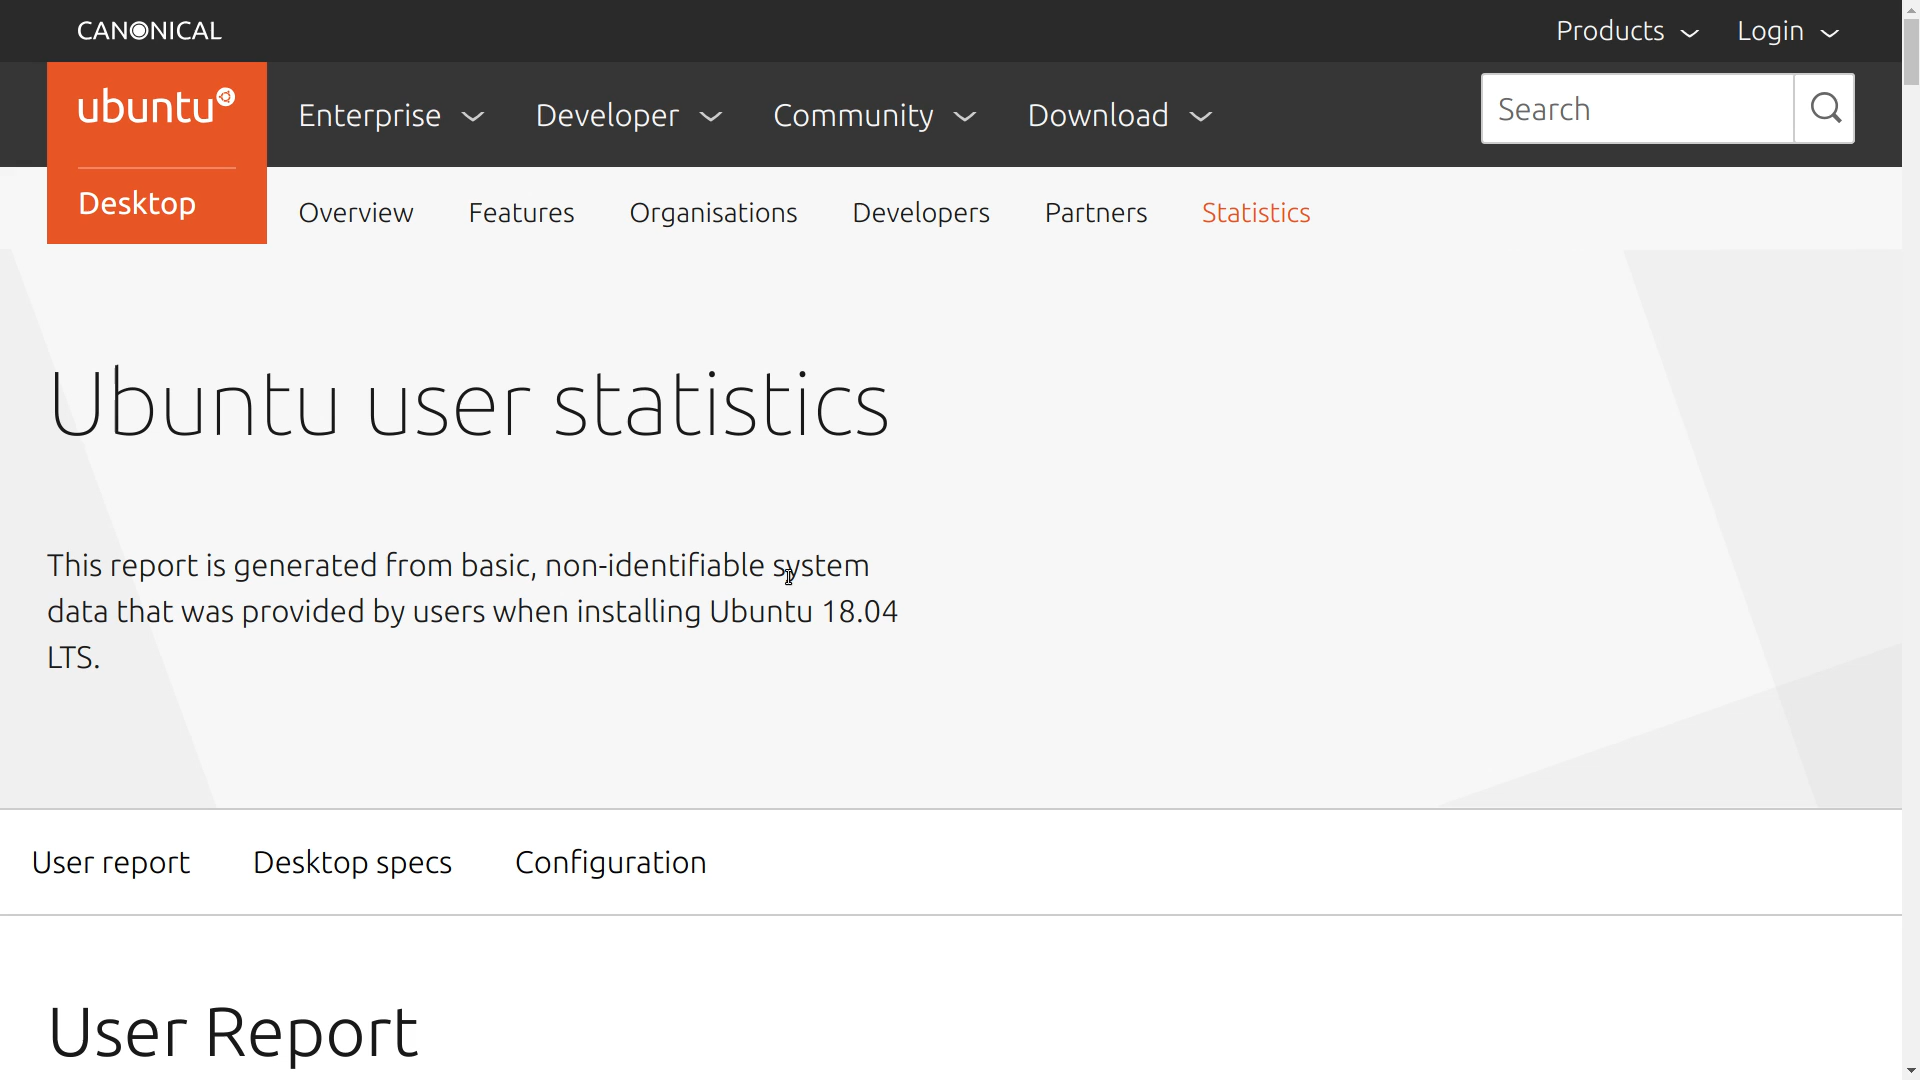 CANONICAL
Products
Login
ubuntu
Enterprise
Developer
Community
Download
Search
Desktop
Overview
Features
Organisations
Developers
Partners
Statistics
Ubuntu user statistics
This report is generated from basic, non-identifiable system
data that was provided by users when installing Ubuntu 18.04
LTS.
User report
Desktop specs
Configuration
User Report